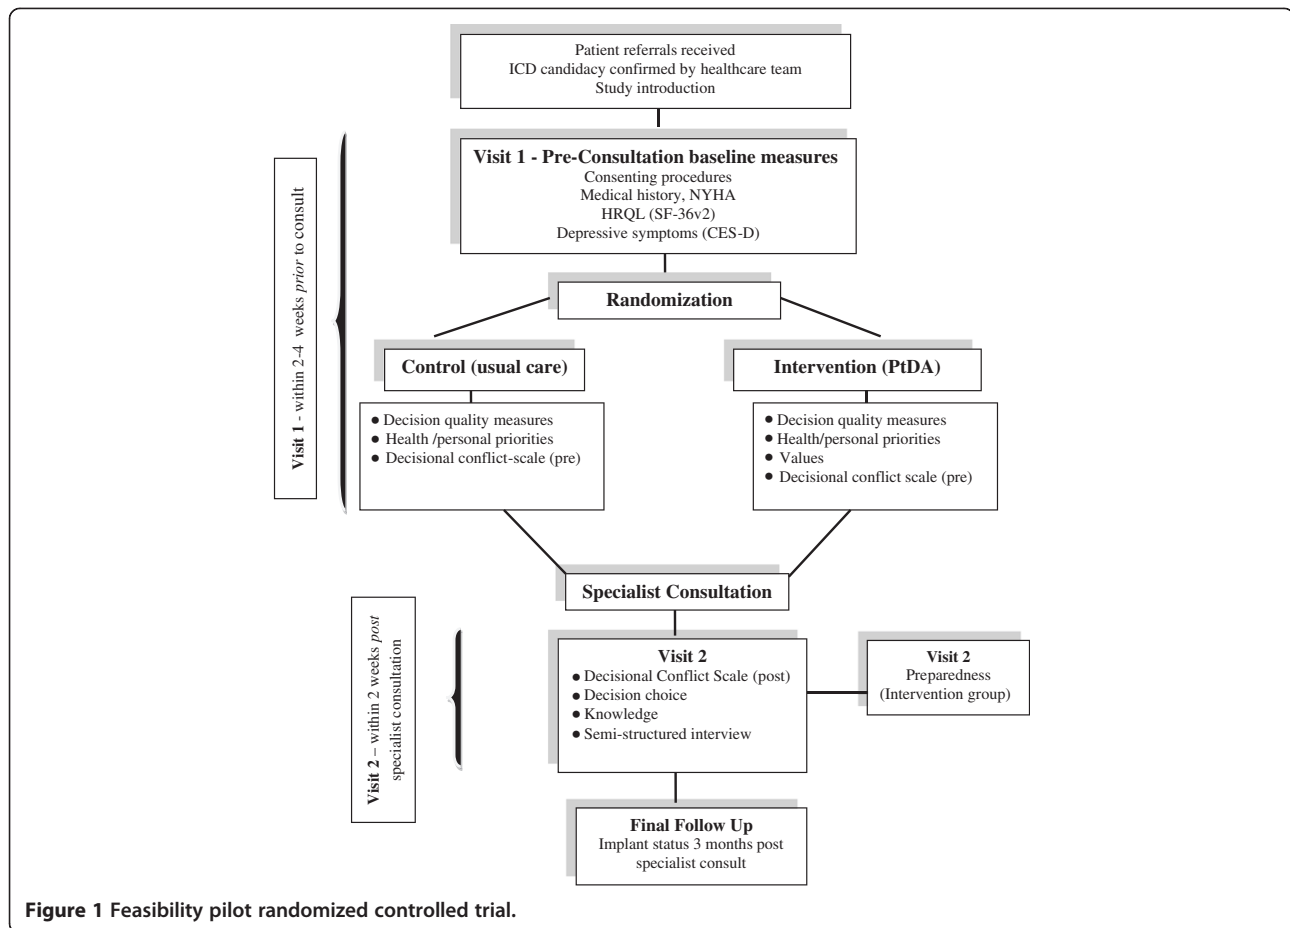 Patient referrals received
ICD candidacy confirmed by healthcare team
Study introduction
Visit 1 - Pre-Consultation baseline measures
Consenting procedures
Medical history, NYHA
HRQL (SF-36v2)
Depressive symptoms (CES-D)
Visit 1 - within 2-4 weeks prior to consult
Randomization
Control (usual care)
● Decision quality measures
● Health /personal priorities
● Decisional conflict-scale (pre)
Intervention (PtDA)
● Decision quality measures
● Health/personal priorities
● Values
● Decisional conflict scale (pre)
Specialist Consultation
Visit 2 – within 2 weeks post
specialist consultation
Visit 2
● Decisional Conflict Scale (post)
● Decision choice
● Knowledge
● Semi-structured interview
Visit 2
Preparedness
(Intervention group)
Final Follow Up
Implant status 3 months post
specialist consult
Figure 1 Feasibility pilot randomized controlled trial.